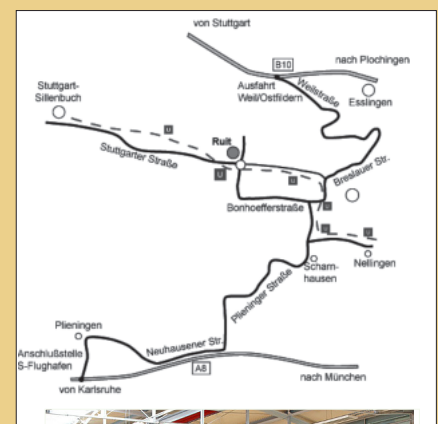 von Stuttgart
B10
nach Plochingen
Ausfahrt
Weil/Ostfildern
Weilstraße
Esslingen
Stuttgart-
Sillenbuch
U
Stuttgarter Straße
Ruit
U
U
Breslauer Str.
Bonhoefferstraße
U
U
U
Scharn-
hausen
Nellingen
Plieninger Straße
Plieningen
Neuhausener Str.
Anschlußstelle
S-Flughafen
A8
von Karlsruhe
nach München